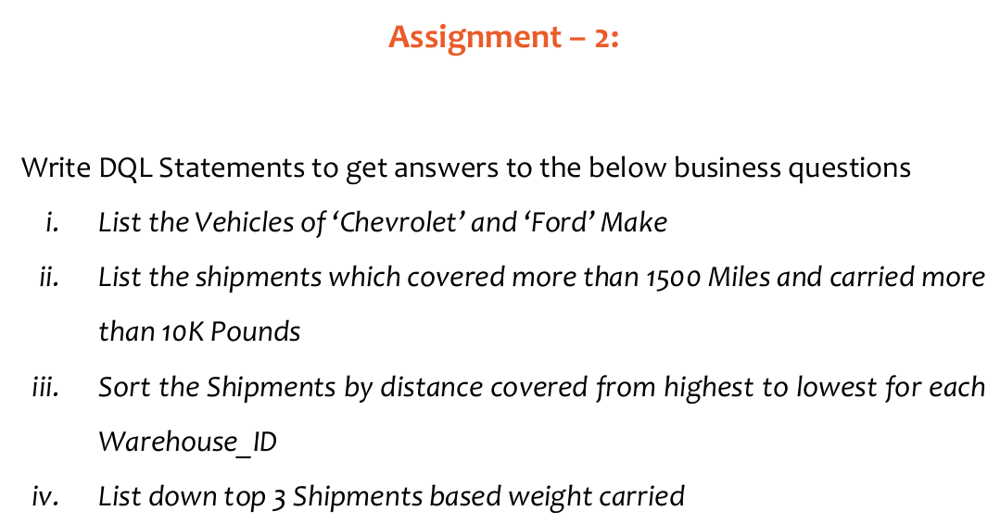 Assignment – 2:
Write DQL Statements to get answers to the below business questions
i. List the Vehicles of ‘Chevrolet’ and ‘Ford’ Make
ii. List the shipments which covered more than 1500 Miles and carried more
than 10K Pounds
iii. Sort the Shipments by distance covered from highest to lowest for each
Warehouse_ID
iv. List down top 3 Shipments based weight carried